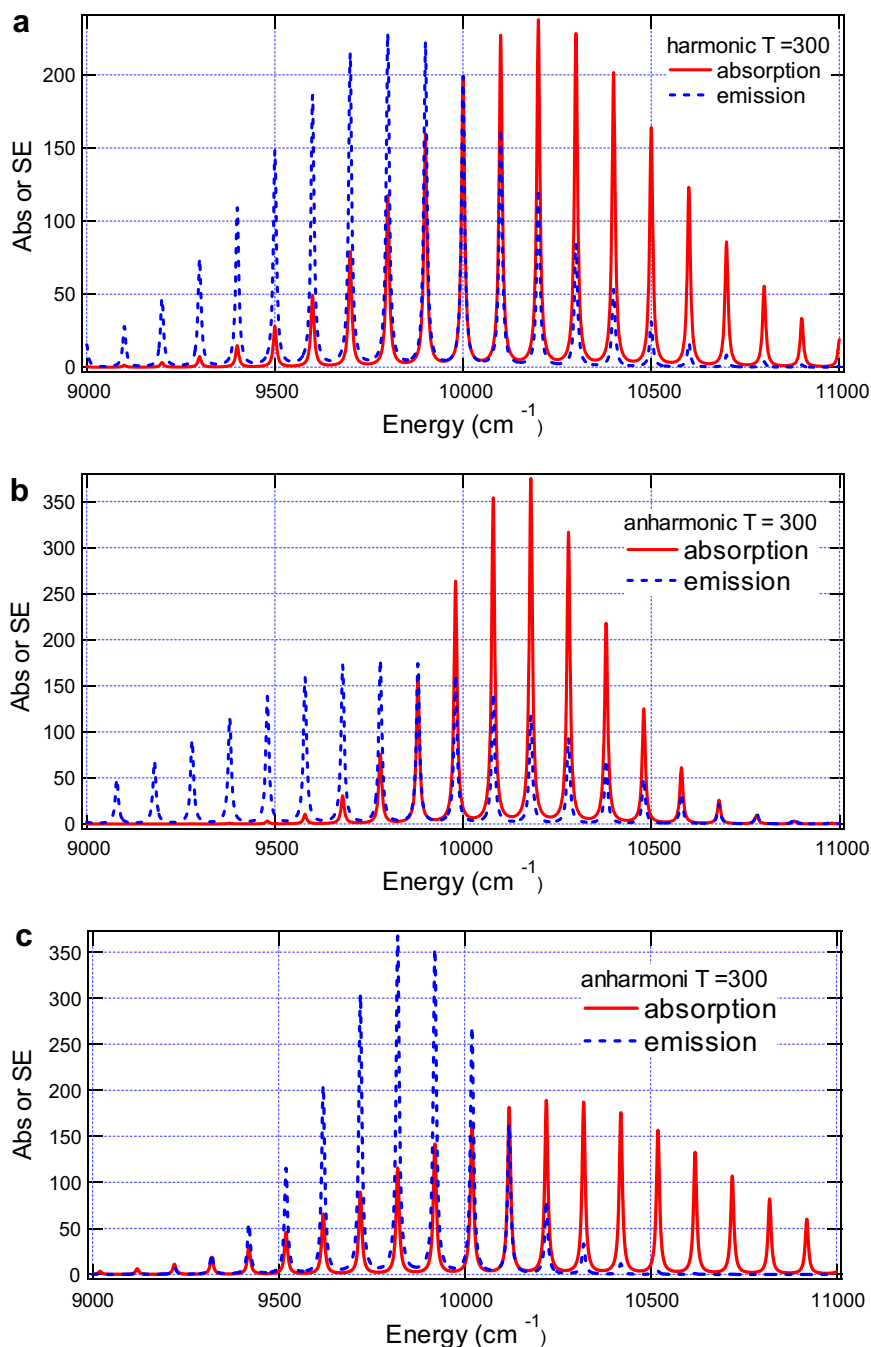 a
harmonic T =300
absorption
emission
200
150
100
50
0
Abs or SE
9000 9500 10000 10500 11000
Energy (cm -1)
b
anharmonic T = 300
absorption
emission
350
300
250
200
150
100
50
0
Abs or SE
9000 9500 10000 10500 11000
Energy (cm -1)
c
anharmoni T =300
absorption
emission
350
300
250
200
150
100
50
0
Abs or SE
9000 9500 10000 10500 11000
Energy (cm -1)